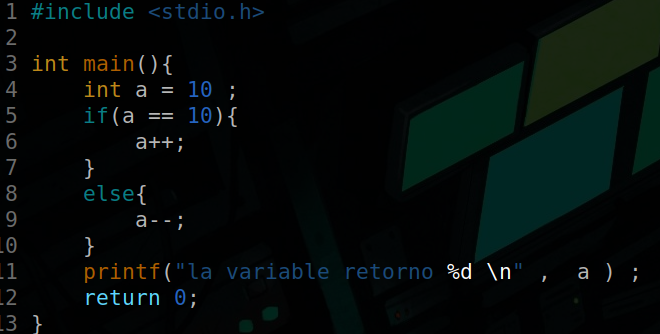 1 #include <stdio.h>
2
3 int main(){
4     int a = 10 ;
5     if(a == 10){
6         a++;
7     }
8     else{
9         a--;
10     }
11     printf("la variable retorno %d \n" ,  a ) ;
12     return 0;
13 }